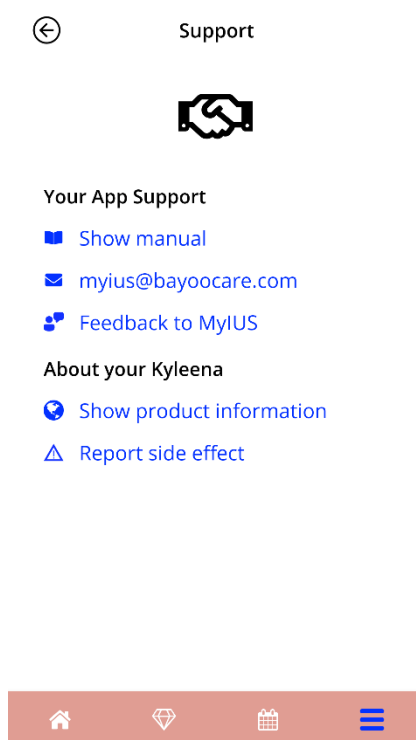 Support
Your App Support
Show manual
myius@bayoocare.com
Feedback to MyIUS
About your Kyleena
Show product information
Report side effect